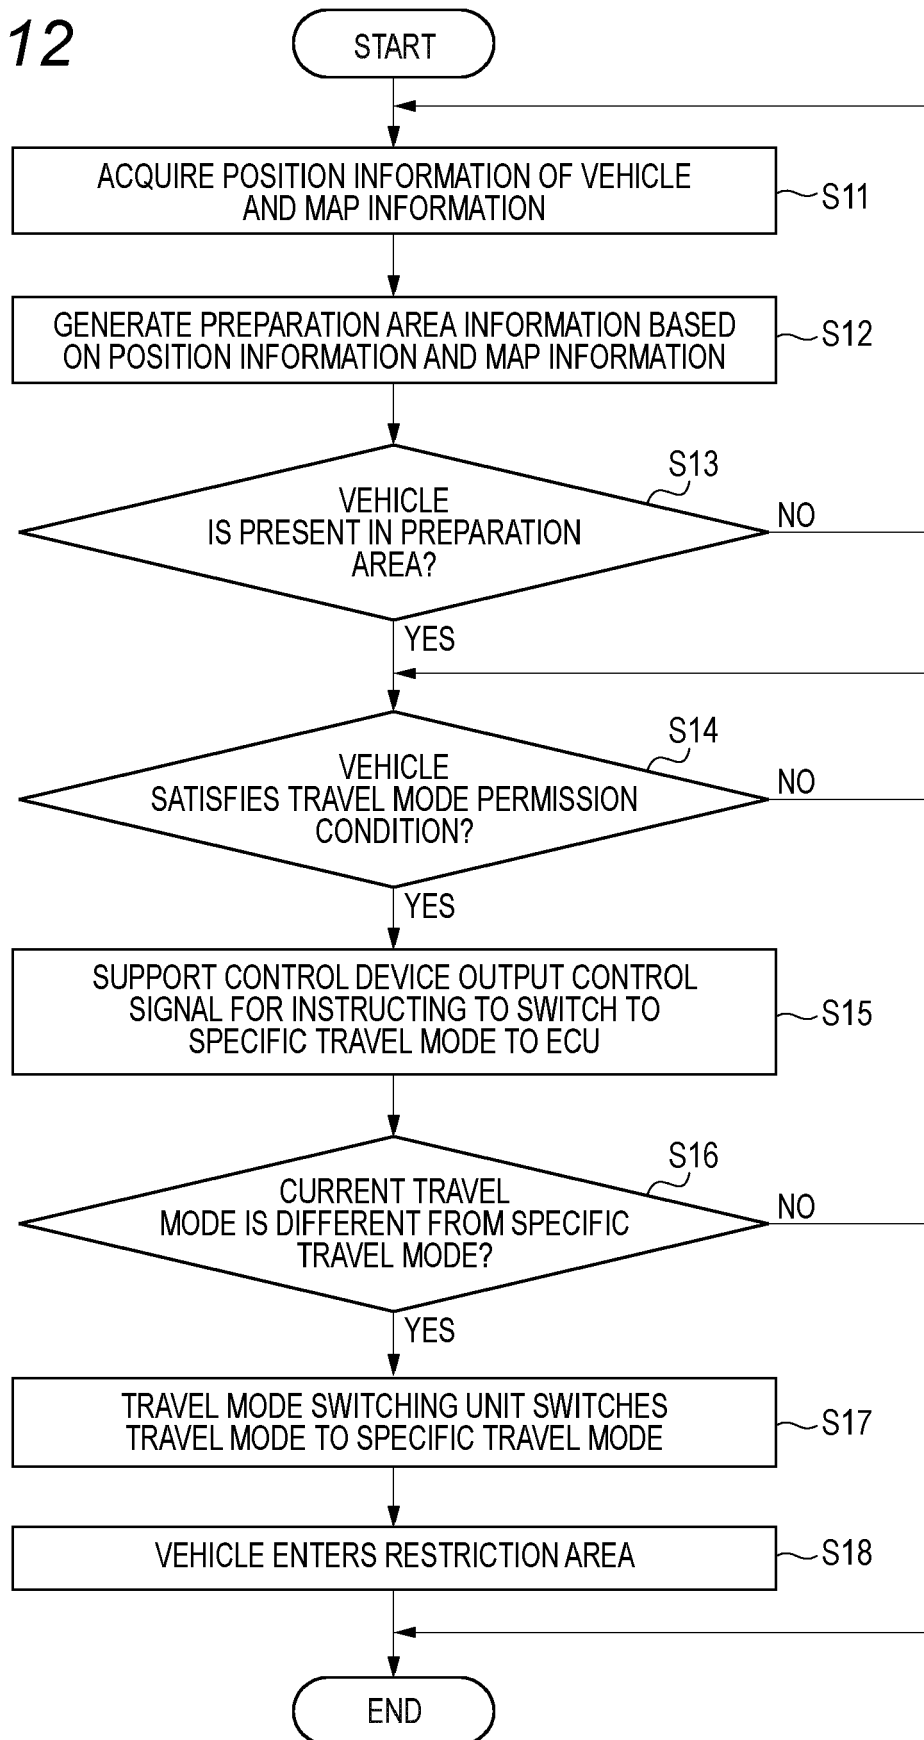 12
START
ACQUIRE POSITION INFORMATION OF VEHICLE
AND MAP INFORMATION
S11
GENERATE PREPARATION AREA INFORMATION BASED
ON POSITION INFORMATION AND MAP INFORMATION
S12
S13
VEHICLE
IS PRESENT IN PREPARATION
AREA?
NO
YES
S14
VEHICLE
SATISFIES TRAVEL MODE PERMISSION
CONDITION?
NO
YES
SUPPORT CONTROL DEVICE OUTPUT CONTROL
SIGNAL FOR INSTRUCTING TO SWITCH TO
SPECIFIC TRAVEL MODE TO ECU
S15
S16
CURRENT TRAVEL
MODE IS DIFFERENT FROM SPECIFIC
TRAVEL MODE?
NO
YES
TRAVEL MODE SWITCHING UNIT SWITCHES
TRAVEL MODE TO SPECIFIC TRAVEL MODE
S17
VEHICLE ENTERS RESTRICTION AREA
S18
END